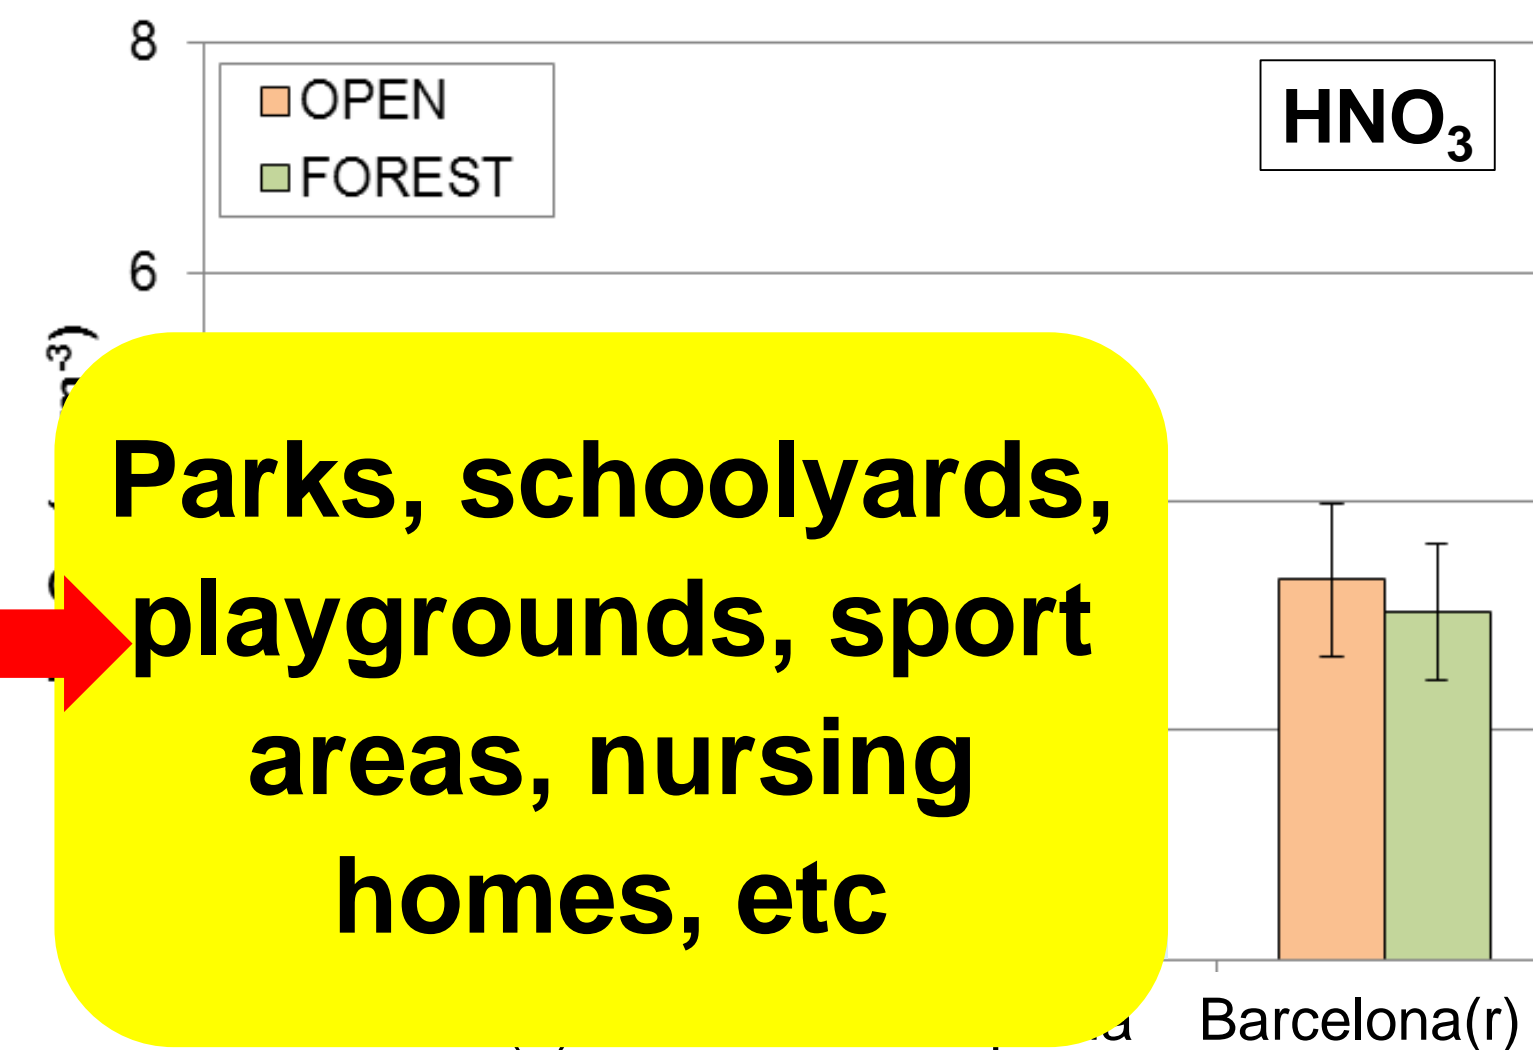 8
OPEN
FOREST
HNO₃
6
Parks, schoolyards,
playgrounds, sport
areas, nursing
homes, etc
Barcelona(r)